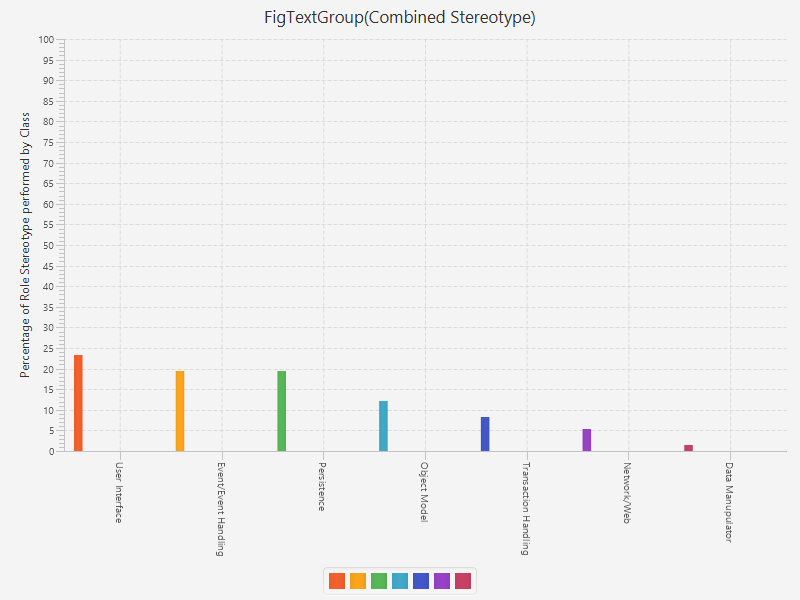 FigTextGroup(Combined Stereotype)
Percentage of Role Stereotype performed by Class
100
95
90
85
80
75
70
65
60
55
50
45
40
35
30
25
20
15
10
5
0
User Interface
Event/Event Handling
Persistence
Object Model
Transaction Handling
Network/Web
Data Manupulator